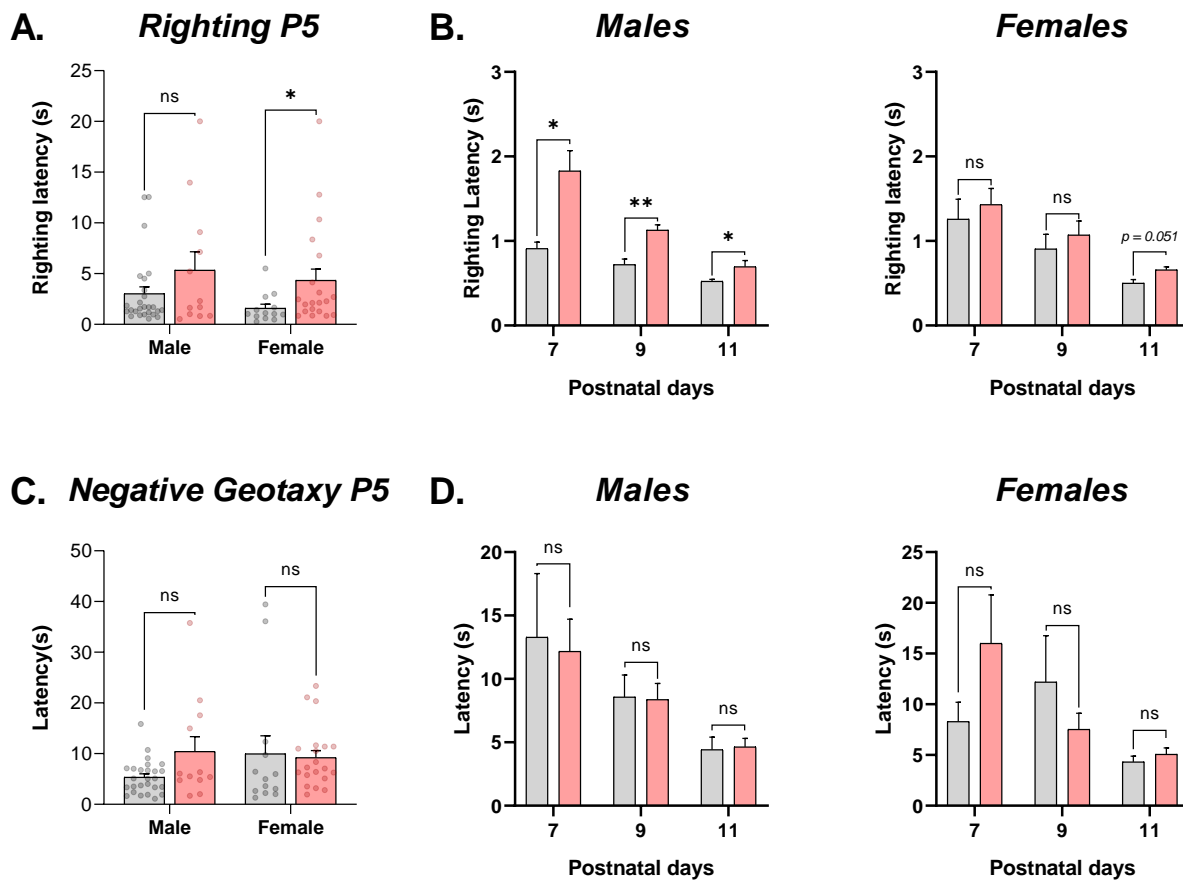 A. Righting P5
B. Males
Females
Righting latency (s)
25
20
15
10
5
0
ns
*
Male Female
Righting Latency (s)
3
2
1
0
*
**
*
7 9 11
Postnatal days
Righting latency (s)
3
2
1
0
ns
ns
p = 0.051
7 9 11
Postnatal days
C. Negative Geotaxy P5
D. Males
Females
Latency(s)
50
40
30
20
10
0
ns
ns
Male Female
Latency (s)
20
15
10
5
0
ns
ns
ns
7 9 11
Postnatal days
Latency (s)
25
20
15
10
5
0
ns
ns
ns
7 9 11
Postnatal days